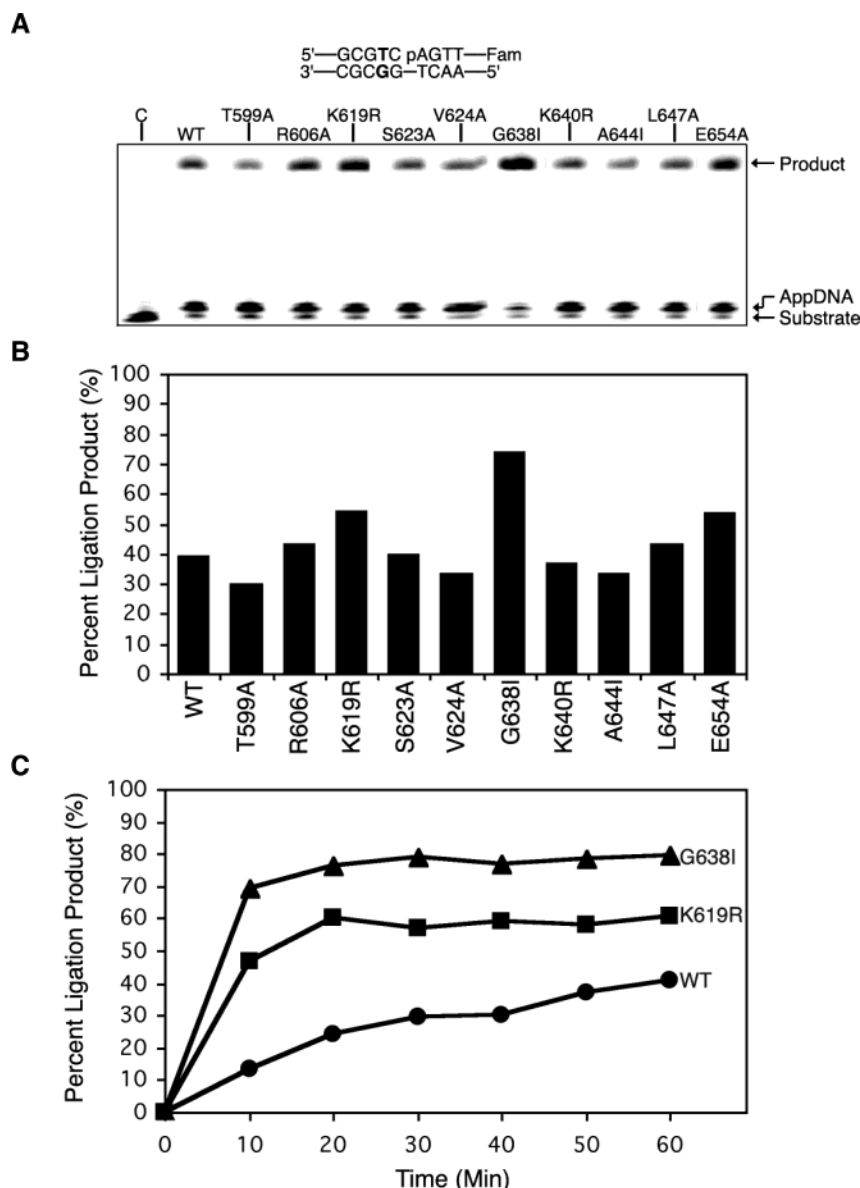 A
5'—GCGTC pAGTT—Fam
3'—CGCGG—TCAA—5'
C WT T599A R606A K619R S623A V624A G638I K640R A644I L647A E654A
Product
AppDNA
Substrate
B
Percent Ligation Product (%)
100
90
80
70
60
50
40
30
20
10
0
WT T599A R606A K619R S623A V624A G638I K640R A644I L647A E654A
C
Percent Ligation Product (%)
100
90
80
70
60
50
40
30
20
10
0
G638I
K619R
WT
0 10 20 30 40 50 60
Time (Min)